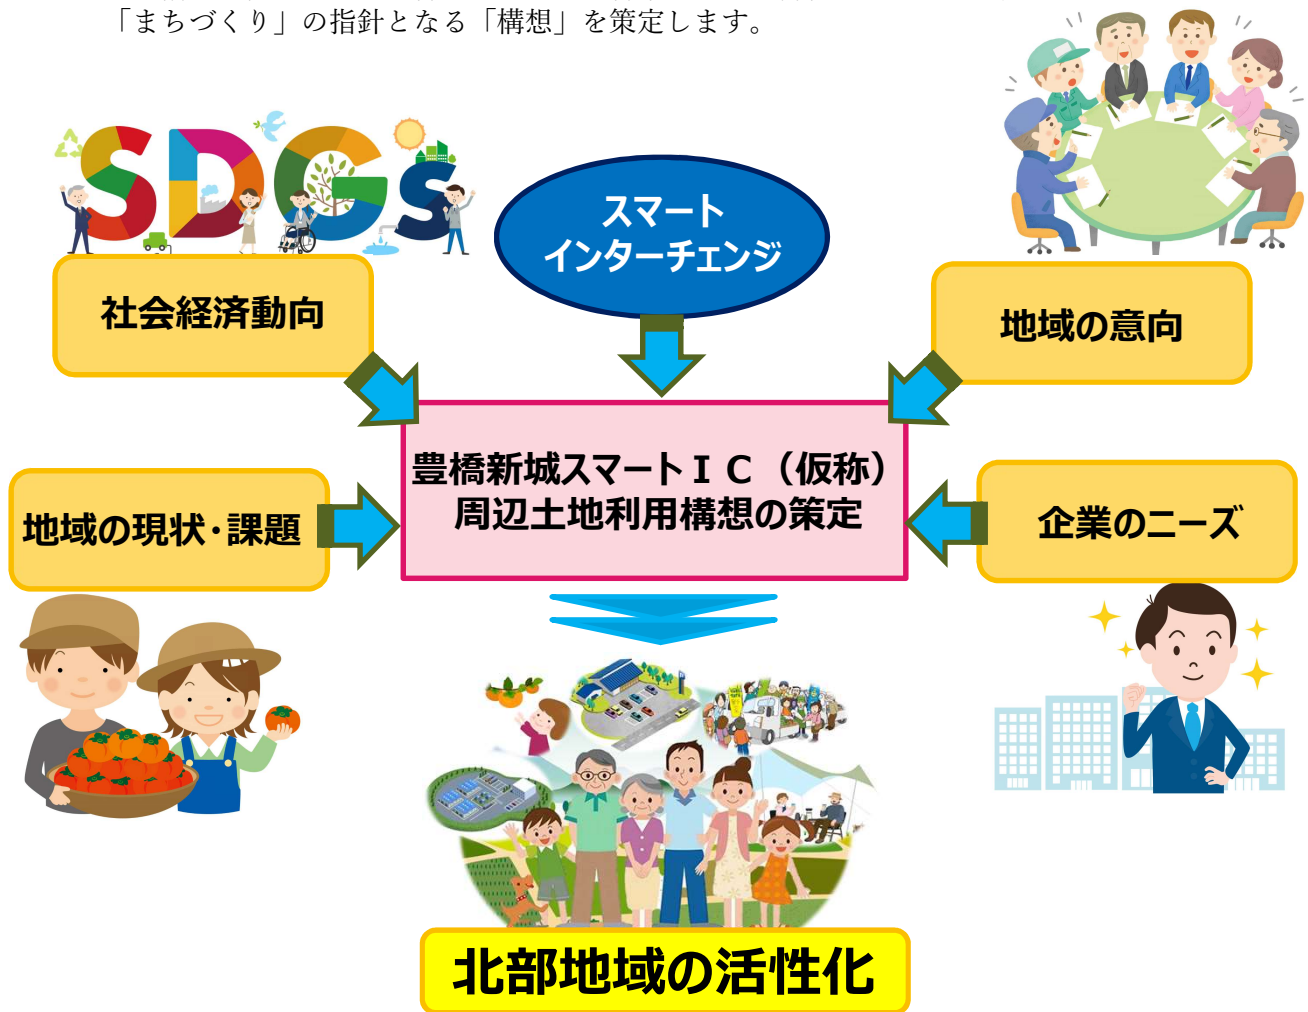 「まちづくり」の指針となる「構想」を策定します。
SDGs
スマート
インターチェンジ
社会経済動向
地域の意向
豊橋新城スマートＩＣ（仮称）
周辺土地利用構想の策定
地域の現状・課題
企業のニーズ
北部地域の活性化